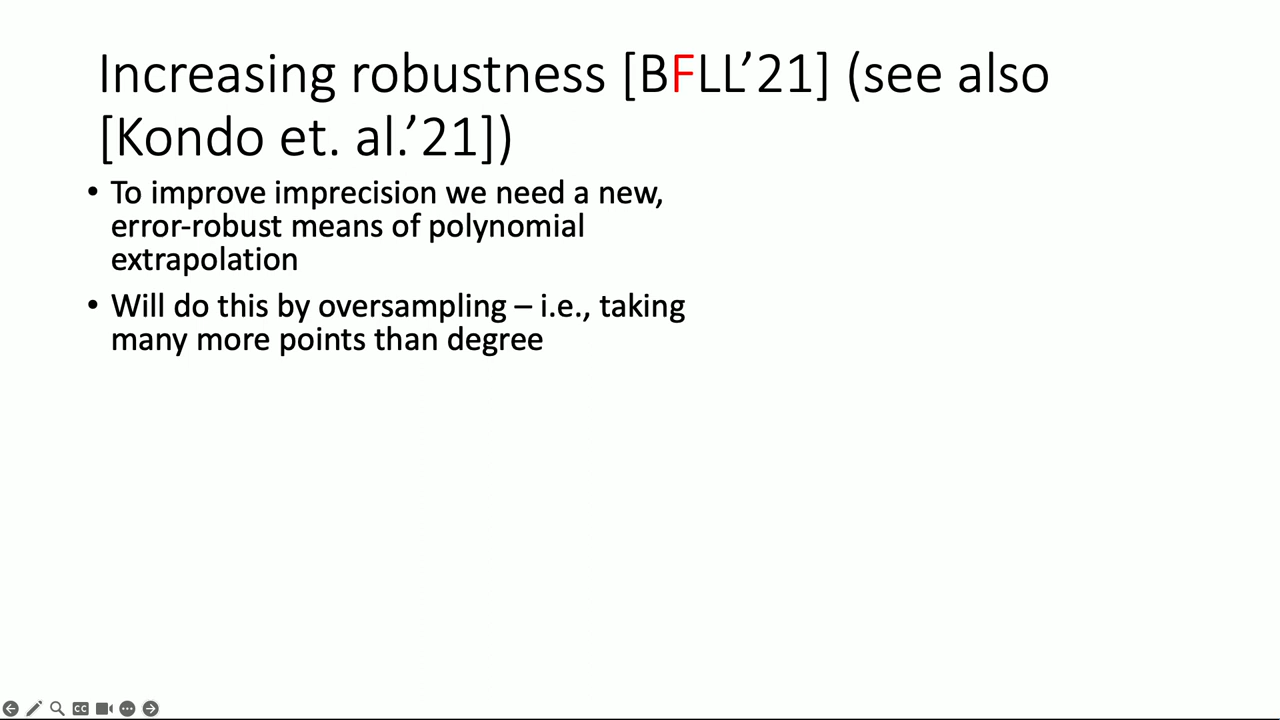 Increasing robustness [BFLL’21] (see also
[Kondo et. al.’21])
• To improve imprecision we need a new,
error-robust means of polynomial
extrapolation
• Will do this by oversampling – i.e., taking
many more points than degree
CC